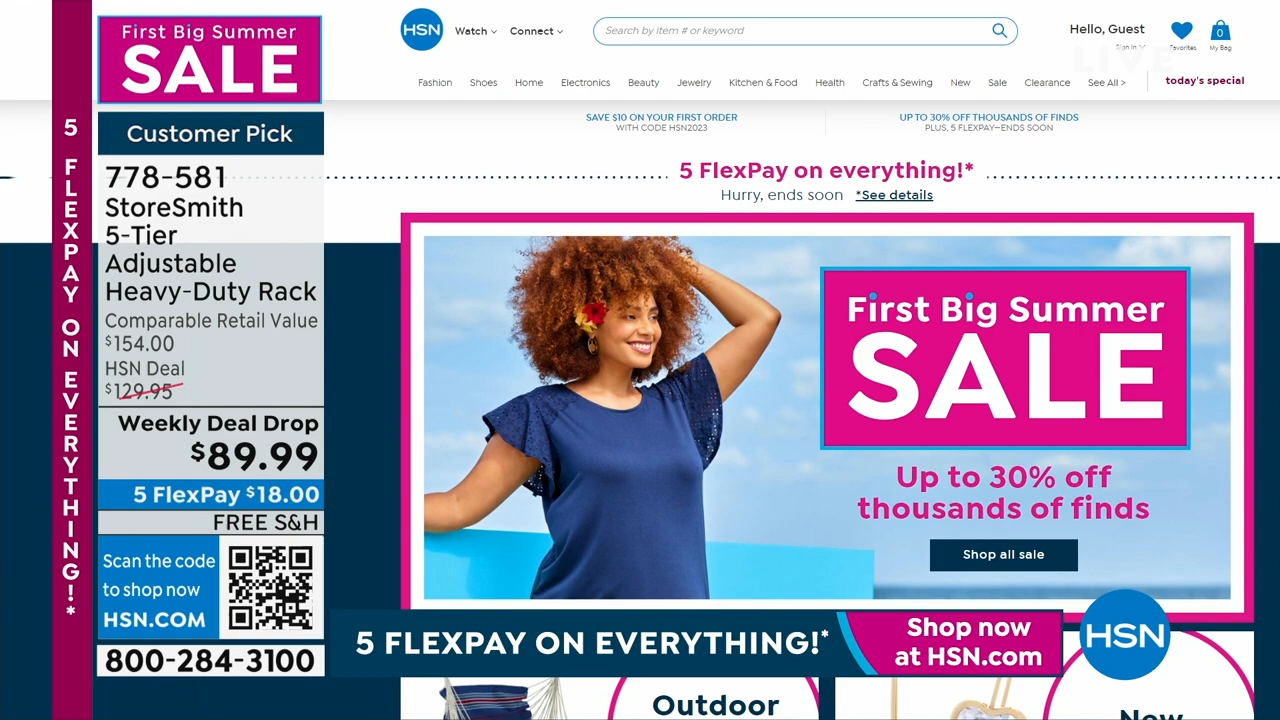 5 FLEXPAY ON EVERYTHING!*
First Big Summer
SALE
Customer Pick
778-581
StoreSmith
5-Tier
Adjustable
Heavy-Duty Rack
Comparable Retail Value
$154.00
HSN Deal
$129.95
Weekly Deal Drop
$89.99
5 FlexPay $18.00
FREE S&H
Scan the code
to shop now
HSN.COM
800-284-3100
HSN
Watch
Connect
Search by item # or keyword
Hello, Guest
Sign in
Favorites
0
My Bag
LIVE
Fashion Shoes Home Electronics Beauty Jewelry Kitchen & Food Health Crafts & Sewing New Sale Clearance See All > today's special
SAVE $10 ON YOUR FIRST ORDER
WITH CODE HSN2023
UP TO 30% OFF THOUSANDS OF FINDS
PLUS, 5 FLEXPAY—ENDS SOON
5 FlexPay on everything!*
Hurry, ends soon *See details
First Big Summer
SALE
Up to 30% off
thousands of finds
Shop all sale
5 FLEXPAY ON EVERYTHING!*
Shop now
at HSN.com
HSN
Outdoor
New